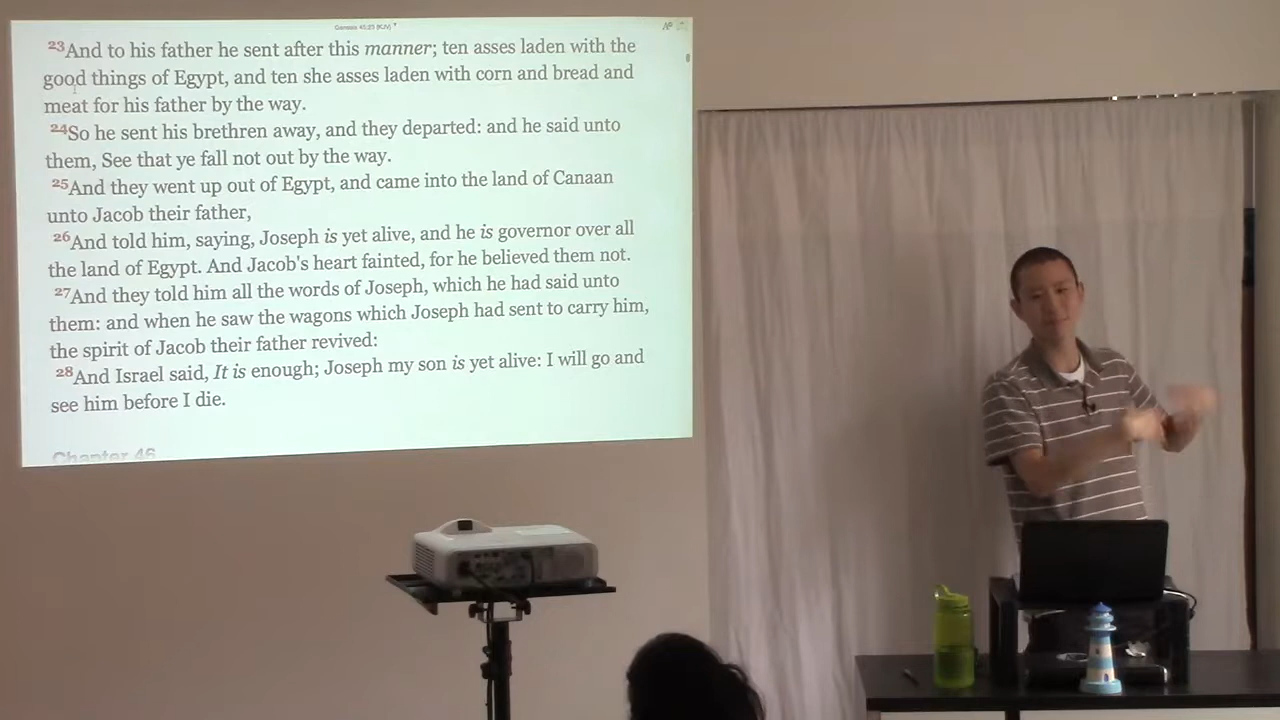 Genesis 45:23 (KJV)
23And to his father he sent after this manner; ten asses laden with the
good things of Egypt, and ten she asses laden with corn and bread and
meat for his father by the way.
24So he sent his brethren away, and they departed: and he said unto
them, See that ye fall not out by the way.
25And they went up out of Egypt, and came into the land of Canaan
unto Jacob their father,
26And told him, saying, Joseph is yet alive, and he is governor over all
the land of Egypt. And Jacob's heart fainted, for he believed them not.
27And they told him all the words of Joseph, which he had said unto
them: and when he saw the wagons which Joseph had sent to carry him,
the spirit of Jacob their father revived:
28And Israel said, It is enough; Joseph my son is yet alive: I will go and
see him before I die.
Chapter 46